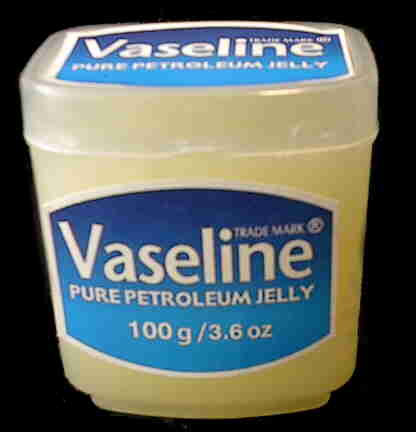 TRADE MARK ®
Vaseline
PURE PETROLEUM JELLY
TRADE MARK ®
Vaseline
PURE PETROLEUM JELLY
100 g / 3.6 oz